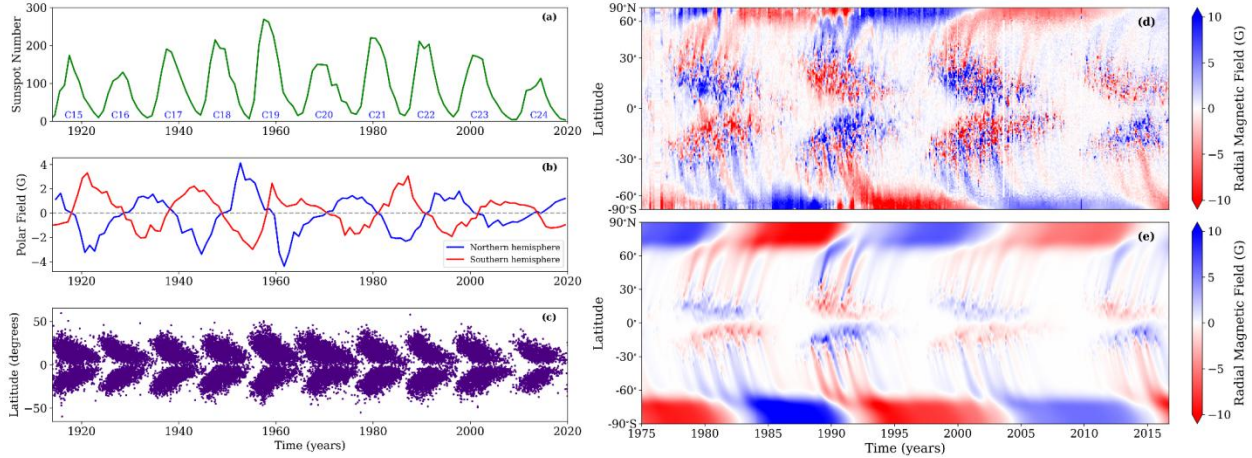 (a)
Sunspot Number
300
200
100
0
C15 C16 C17 C18 C19 C20 C21 C22 C23 C24
1920 1940 1960 1980 2000 2020
(b)
Polar Field (G)
4
2
0
−2
−4
Northern hemisphere
Southern hemisphere
1920 1940 1960 1980 2000 2020
(c)
Latitude (degrees)
50
0
−50
1920 1940 1960 1980 2000 2020
Time (years)
(d)
Latitude
90°N
60°
30°
0°
-30°
-60°
-90°S
10
5
0
−5
−10
Radial Magnetic Field (G)
(e)
Latitude
90°N
60°
30°
0°
-30°
-60°
-90°S
1975 1980 1985 1990 1995 2000 2005 2010 2015
Time (years)
10
5
0
−5
−10
Radial Magnetic Field (G)